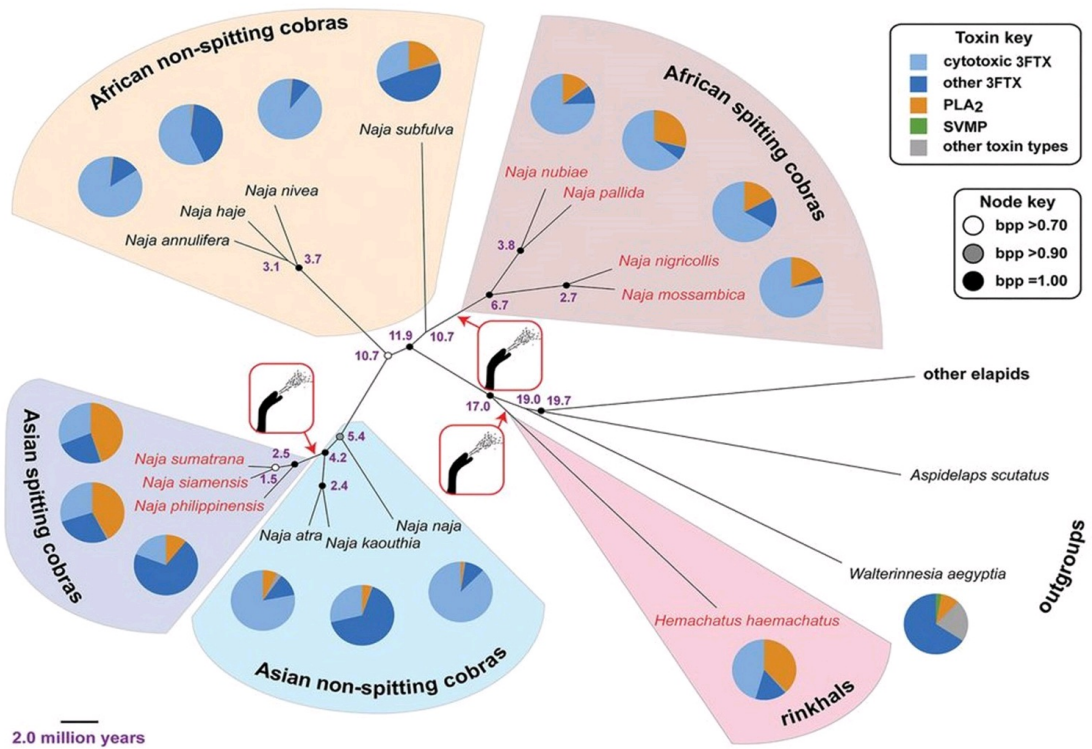 African non-spitting cobras
African spitting cobras
Toxin key
cytotoxic 3FTX
other 3FTX
PLA2
SVMP
other toxin types
Node key
bpp >0.70
bpp >0.90
bpp =1.00
Naja subfulva
Naja nivea
Naja haje
Naja annulifera
3.1
3.7
Naja nubiae
Naja pallida
3.8
Naja nigricollis
Naja mossambica
6.7
2.7
11.9
10.7
10.7
other elapids
17.0
19.0
19.7
Aspidelaps scutatus
Walterinnesia aegyptia
outgroups
Hemachatus haemachatus
rinkhals
5.4
4.2
2.5
1.5
2.4
Naja sumatrana
Naja siamensis
Naja philippinensis
Asian spitting cobras
Naja naja
Naja atra
Naja kaouthia
Asian non-spitting cobras
2.0 million years